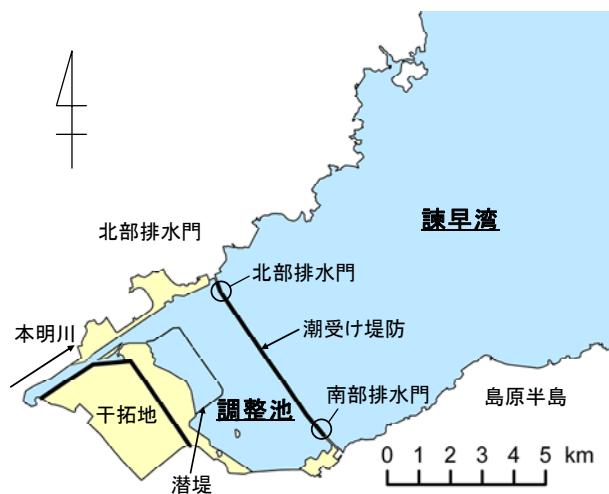 諫早湾
北部排水門
北部排水門
潮受け堤防
本明川
南部排水門
島原半島
調整池
干拓地
潜堤
0 1 2 3 4 5 km